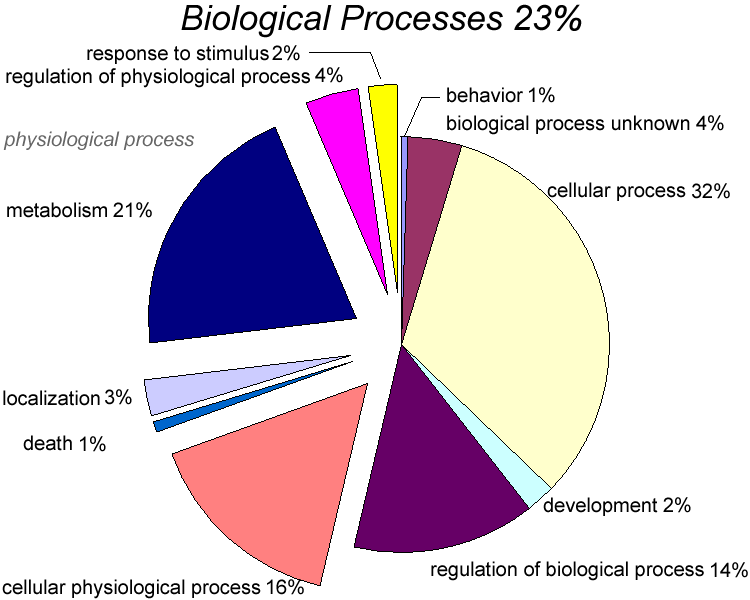 Biological Processes 23%
response to stimulus 2%
regulation of physiological process 4%
behavior 1%
biological process unknown 4%
physiological process
cellular process 32%
metabolism 21%
localization 3%
death 1%
development 2%
regulation of biological process 14%
cellular physiological process 16%